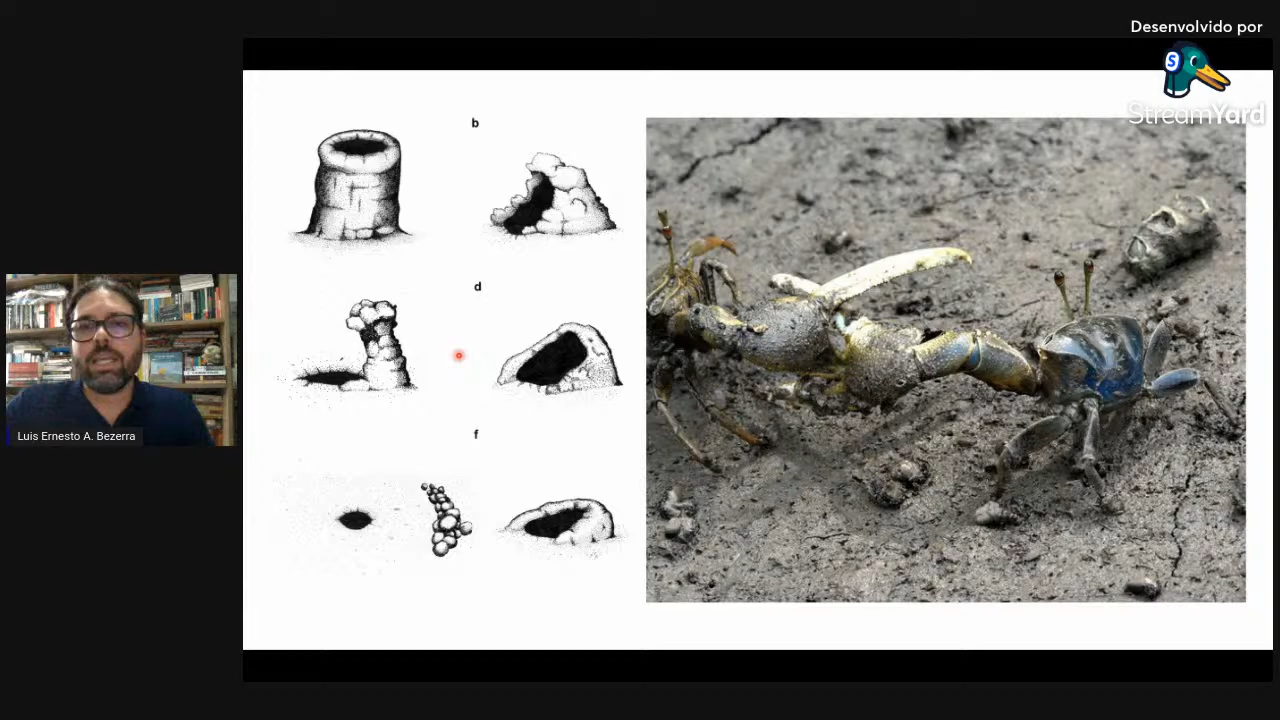 Desenvolvido por
S
StreamYard
b
d
f
Luis Ernesto A. Bezerra